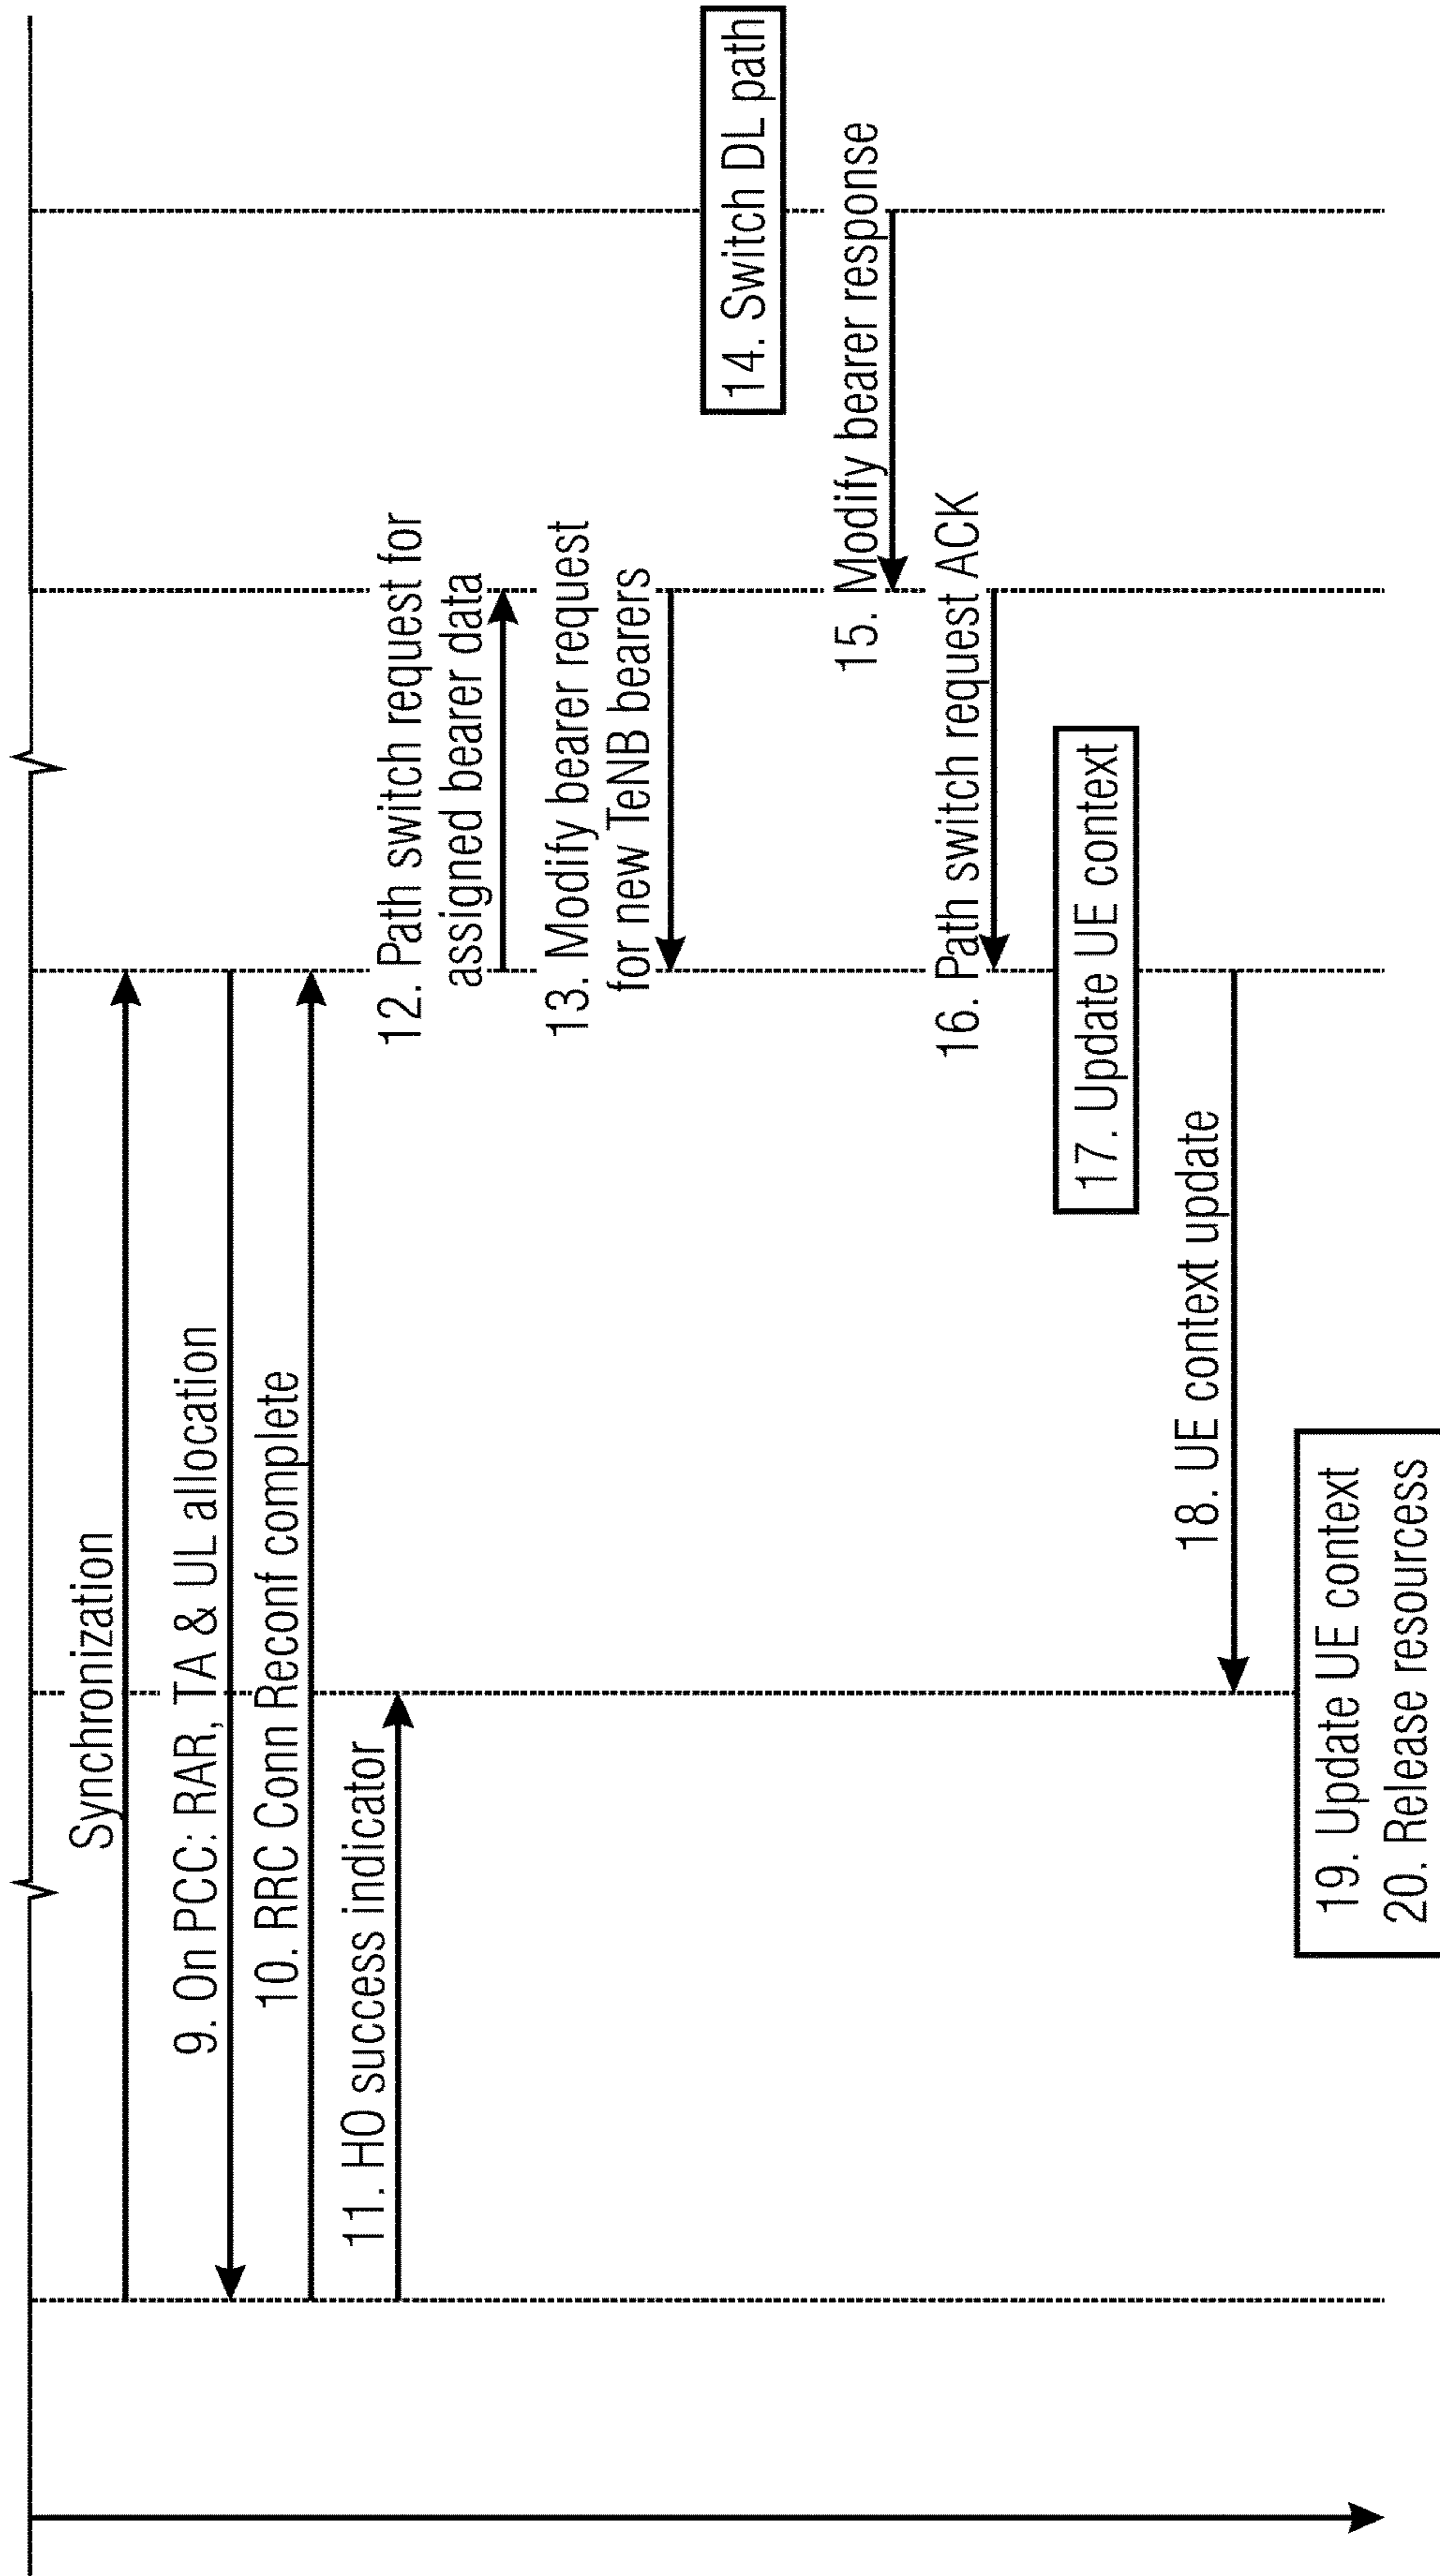 Synchronization
9. On PCC: RAR, TA & UL allocation
10. RRC Conn Reconf complete
11. HO success indicator
12. Path switch request for
assigned bearer data
13. Modify bearer request
for new TeNB bearers
14. Switch DL path
15. Modify bearer response
16. Path switch request ACK
17. Update UE context
18. UE context update
19. Update UE context
20. Release resourcess